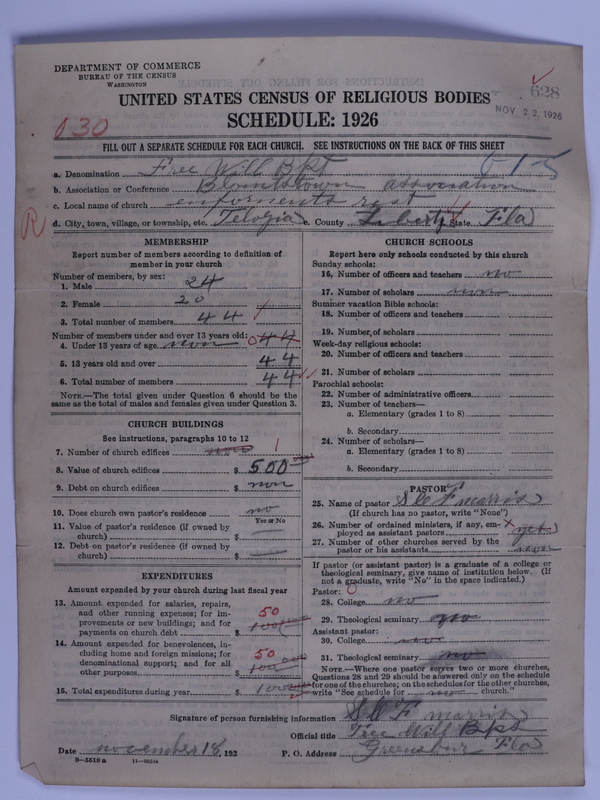 DEPARTMENT OF COMMERCE
BUREAU OF THE CENSUS
WASHINGTON
628
NOV 22 1926
UNITED STATES CENSUS OF RELIGIOUS BODIES
SCHEDULE: 1926
130
FILL OUT A SEPARATE SCHEDULE FOR EACH CHURCH. SEE INSTRUCTIONS ON THE BACK OF THIS SHEET
a. Denomination Free Will Bpt
b. Association or Conference Blountstown association
c. Local name of church rest
d. City, town, village, or township, etc. Telogia e. County Liberty State Fla
R
MEMBERSHIP
Report number of members according to definition of member in your church
Number of members, by sex:
1. Male 24
2. Female 20
3. Total number of members 44
Number of members under and over 13 years old:
4. Under 13 years of age non 0 44
5. 13 years old and over 44
6. Total number of members 44
NOTE.—The total given under Question 6 should be the
same as the total of males and females given under Question 3.
CHURCH BUILDINGS
See instructions, paragraphs 10 to 12
7. Number of church edifices 1
8. Value of church edifices $ 500
9. Debt on church edifices $ non
10. Does church own pastor's residence no
Yes or No
11. Value of pastor's residence (if owned by
church) $
12. Debt on pastor's residence (if owned by
church) $
EXPENDITURES
Amount expended by your church during last fiscal year
13. Amount expended for salaries, repairs,
and other running expenses; for im-
provements or new buildings; and for
payments on church debt $ 50
14. Amount expended for benevolences, in-
cluding home and foreign missions; for
denominational support; and for all
other purposes $ 50
15. Total expenditures during year $ 100
CHURCH SCHOOLS
Report here only schools conducted by this church
Sunday schools:
16. Number of officers and teachers no
17. Number of scholars non
Summer vacation Bible schools:
18. Number of officers and teachers
19. Number of scholars
Week-day religious schools:
20. Number of officers and teachers
21. Number of scholars
Parochial schools:
22. Number of administrative officers
23. Number of teachers—
a. Elementary (grades 1 to 8)
b. Secondary
24. Number of scholars—
a. Elementary (grades 1 to 8)
b. Secondary
PASTOR
25. Name of pastor
(If church has no pastor, write "None")
26. Number of ordained ministers, if any, em-
ployed as assistant pastors
27. Number of other churches served by the
pastor or his assistants non
If pastor (or assistant pastor) is a graduate of a college or
theological seminary, give name of institution below. (If
not a graduate, write "No" in the space indicated.)
Pastor:
28. College no
29. Theological seminary no
Assistant pastor:
30. College no
31. Theological seminary no
NOTE.—Where one pastor serves two or more churches,
Questions 28 and 29 should be answered only on the schedule
for one of the churches; on the schedules for the other churches,
write "See schedule for church."
Signature of person furnishing information
Official title Free Will Bpt
Date november 18, 192
P. O. Address Fla
8-5518 a